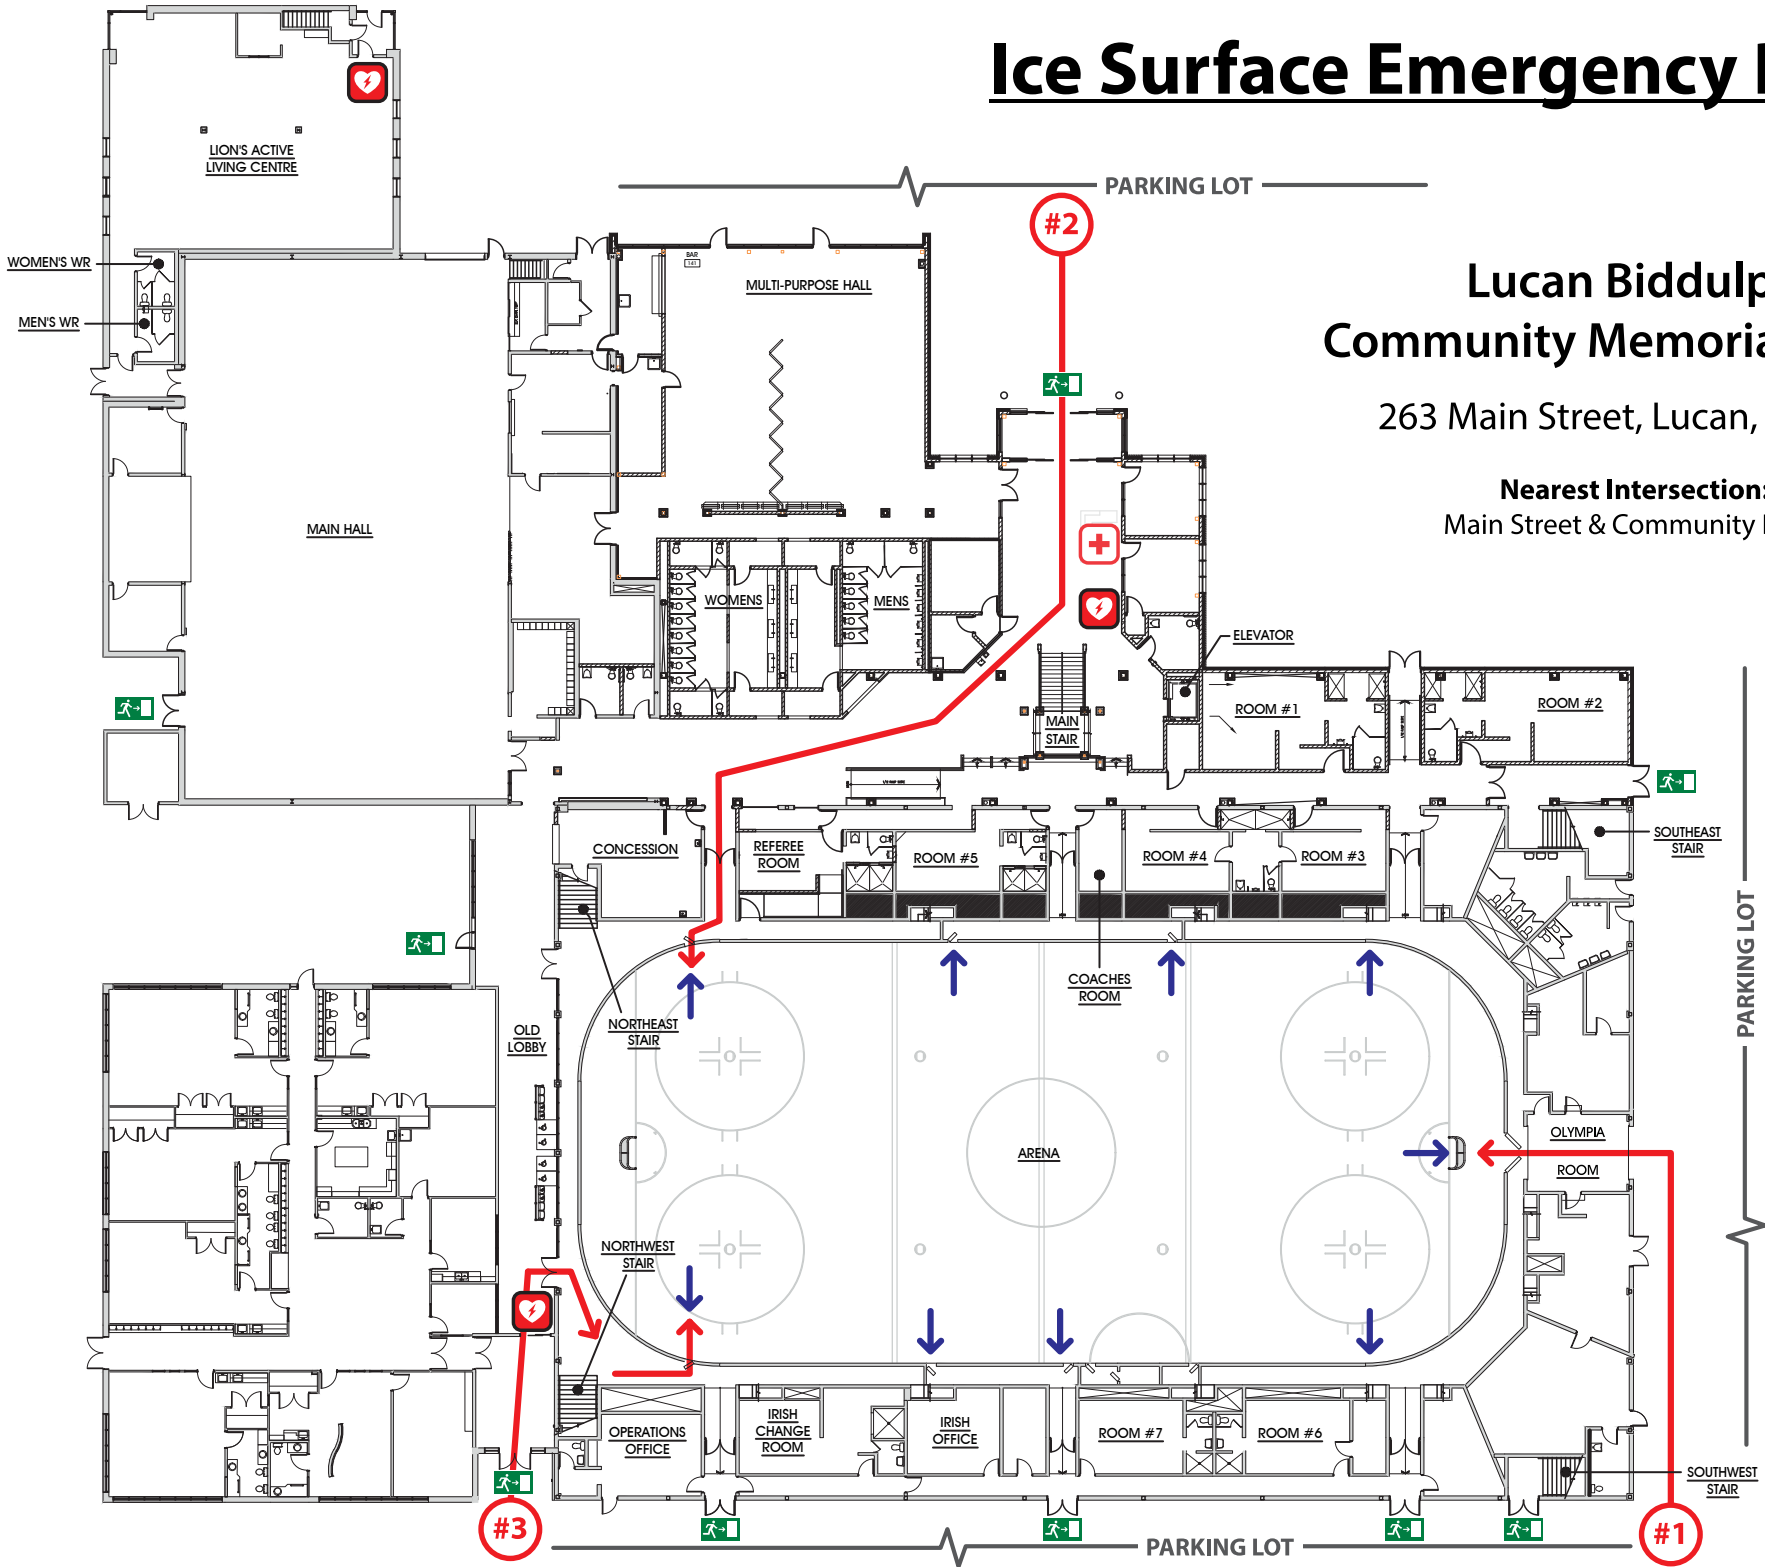 Ice Surface Emergency
LION'S ACTIVE
LIVING CENTRE
PARKING LOT
#2
WOMEN'S WR
MEN'S WR
BAR
141
MULTI-PURPOSE HALL
Lucan Biddulp
Community Memoria
263 Main Street, Lucan,
Nearest Intersection:
Main Street & Community
MAIN HALL
WOMENS
MENS
ELEVATOR
MAIN
STAIR
ROOM #1
ROOM #2
CONCESSION
REFEREE
ROOM
ROOM #5
ROOM #4
ROOM #3
SOUTHEAST
STAIR
COACHES
ROOM
NORTHEAST
STAIR
OLD
LOBBY
PARKING LOT
ARENA
OLYMPIA
ROOM
NORTHWEST
STAIR
OPERATIONS
OFFICE
IRISH
CHANGE
ROOM
IRISH
OFFICE
ROOM #7
ROOM #6
SOUTHWEST
STAIR
#3
#1
PARKING LOT